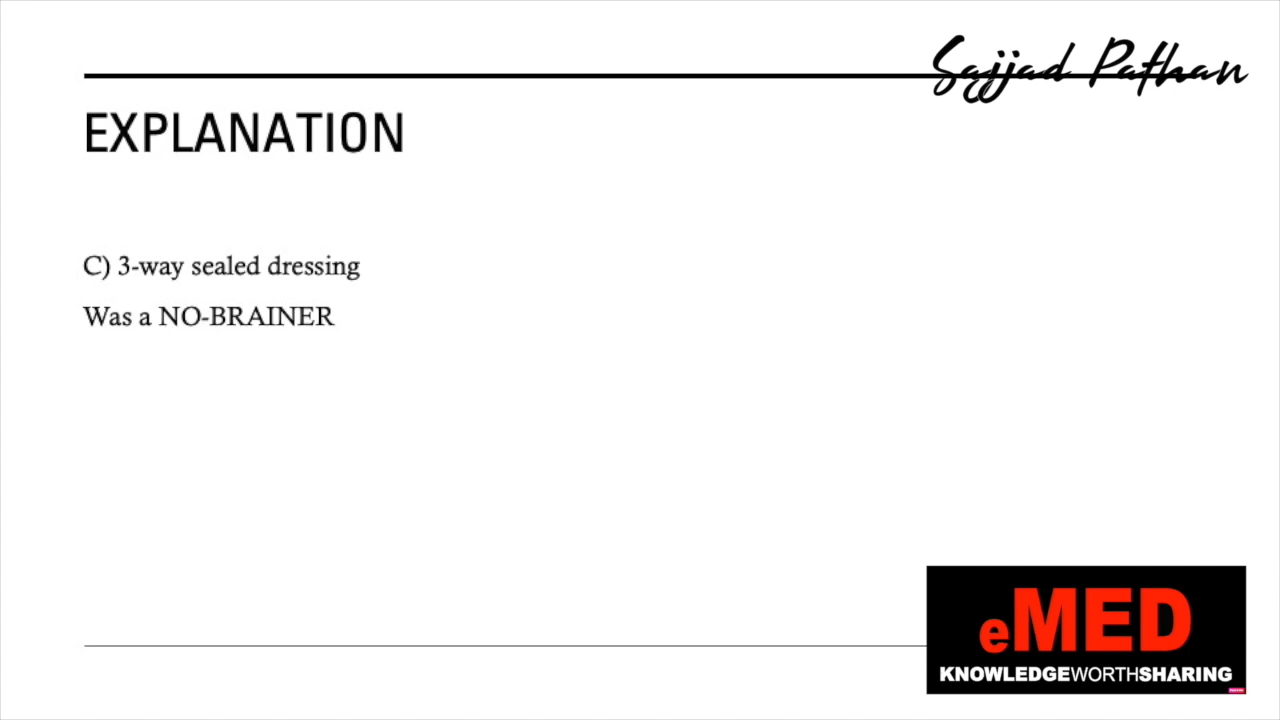 Sajjad Pathan
EXPLANATION
C) 3-way sealed dressing
Was a NO-BRAINER
eMED
KNOWLEDGEWORTHSHARING